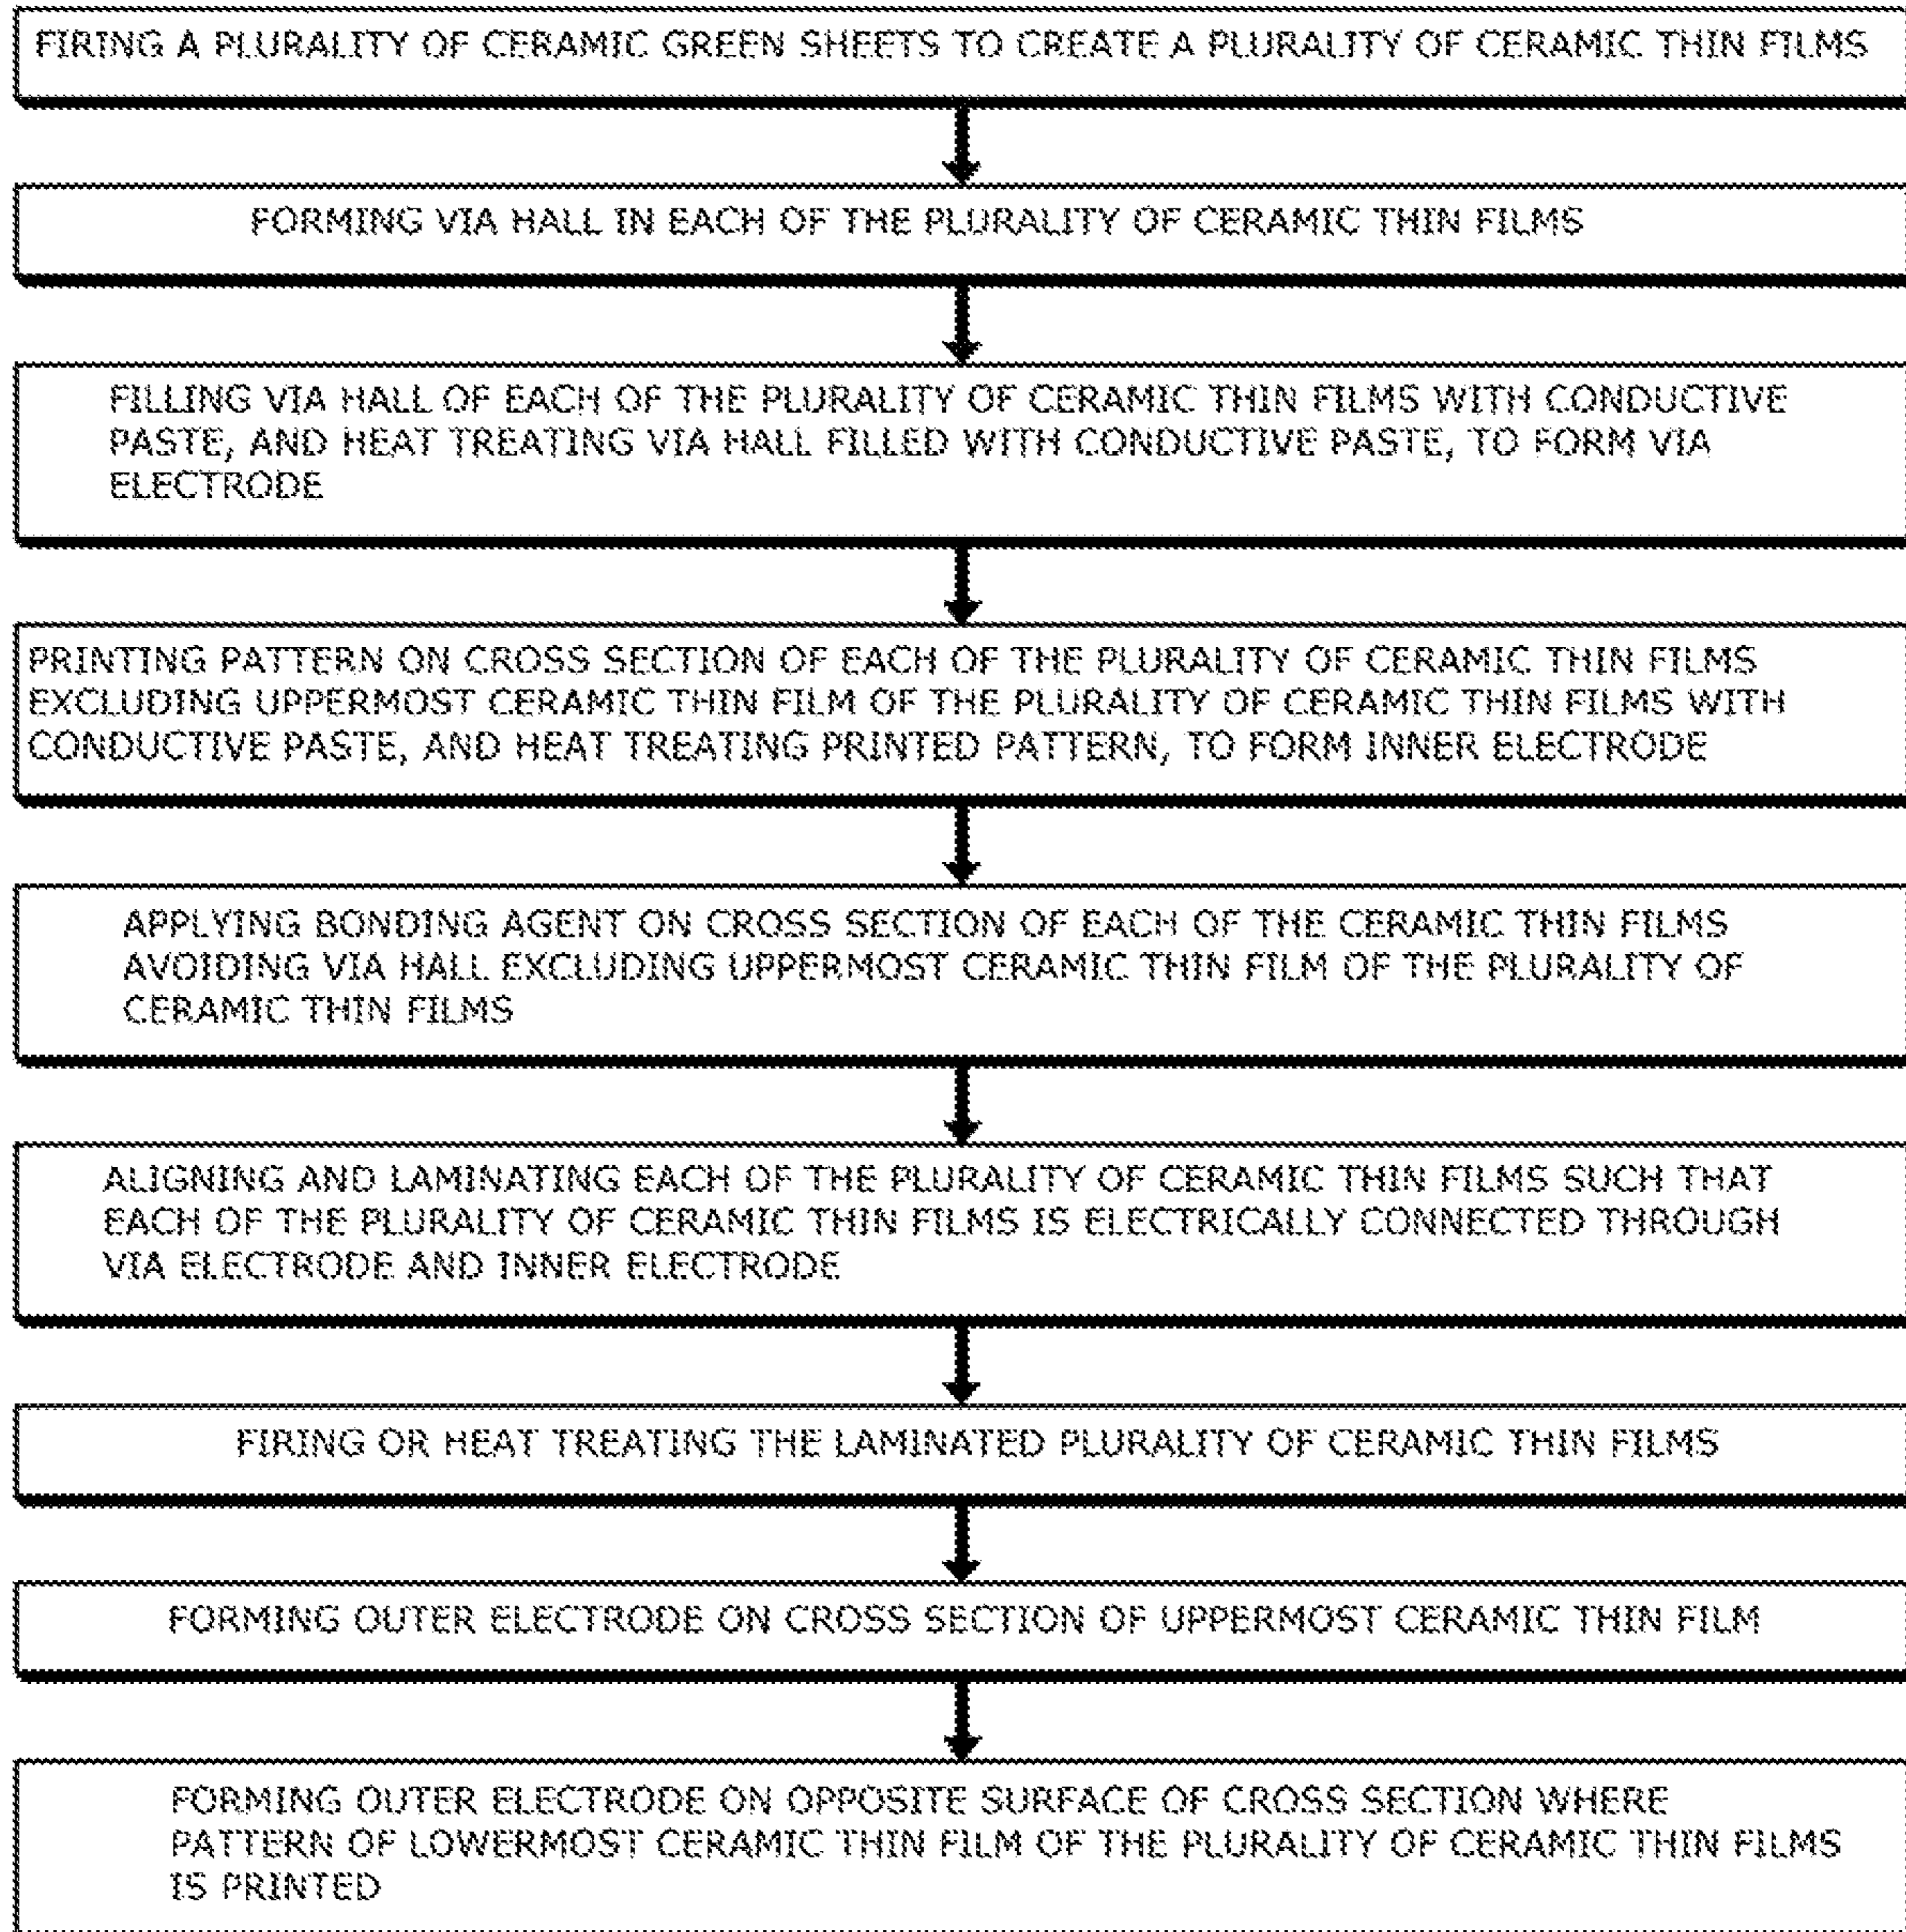 FIRING A PLURALITY OF CERAMIC GREEN SHEETS TO CREATE A PLURALITY OF CERAMIC THIN FILMS
FORMING VIA HALL IN EACH OF THE PLURALITY OF CERAMIC THIN FILMS
FILLING VIA HALL OF EACH OF THE PLURALITY OF CERAMIC THIN FILMS WITH CONDUCTIVE
PASTE, AND HEAT TREATING VIA HALL FILLED WITH CONDUCTIVE PASTE, TO FORM VIA
ELECTRODE
PRINTING PATTERN ON CROSS SECTION OF EACH OF THE PLURALITY OF CERAMIC THIN FILMS
EXCLUDING UPPERMOST CERAMIC THIN FILM OF THE PLURALITY OF CERAMIC THIN FILMS WITH
CONDUCTIVE PASTE, AND HEAT TREATING PRINTED PATTERN, TO FORM INNER ELECTRODE
APPLYING BONDING AGENT ON CROSS SECTION OF EACH OF THE CERAMIC THIN FILMS
AVOIDING VIA HALL EXCLUDING UPPERMOST CERAMIC THIN FILM OF THE PLURALITY OF
CERAMIC THIN FILMS
ALIGNING AND LAMINATING EACH OF THE PLURALITY OF CERAMIC THIN FILMS SUCH THAT
EACH OF THE PLURALITY OF CERAMIC THIN FILMS IS ELECTRICALLY CONNECTED THROUGH
VIA ELECTRODE AND INNER ELECTRODE
FIRING OR HEAT TREATING THE LAMINATED PLURALITY OF CERAMIC THIN FILMS
FORMING OUTER ELECTRODE ON CROSS SECTION OF UPPERMOST CERAMIC THIN FILM
FORMING OUTER ELECTRODE ON OPPOSITE SURFACE OF CROSS SECTION WHERE
PATTERN OF LOWERMOST CERAMIC THIN FILM OF THE PLURALITY OF CERAMIC THIN FILMS
IS PRINTED